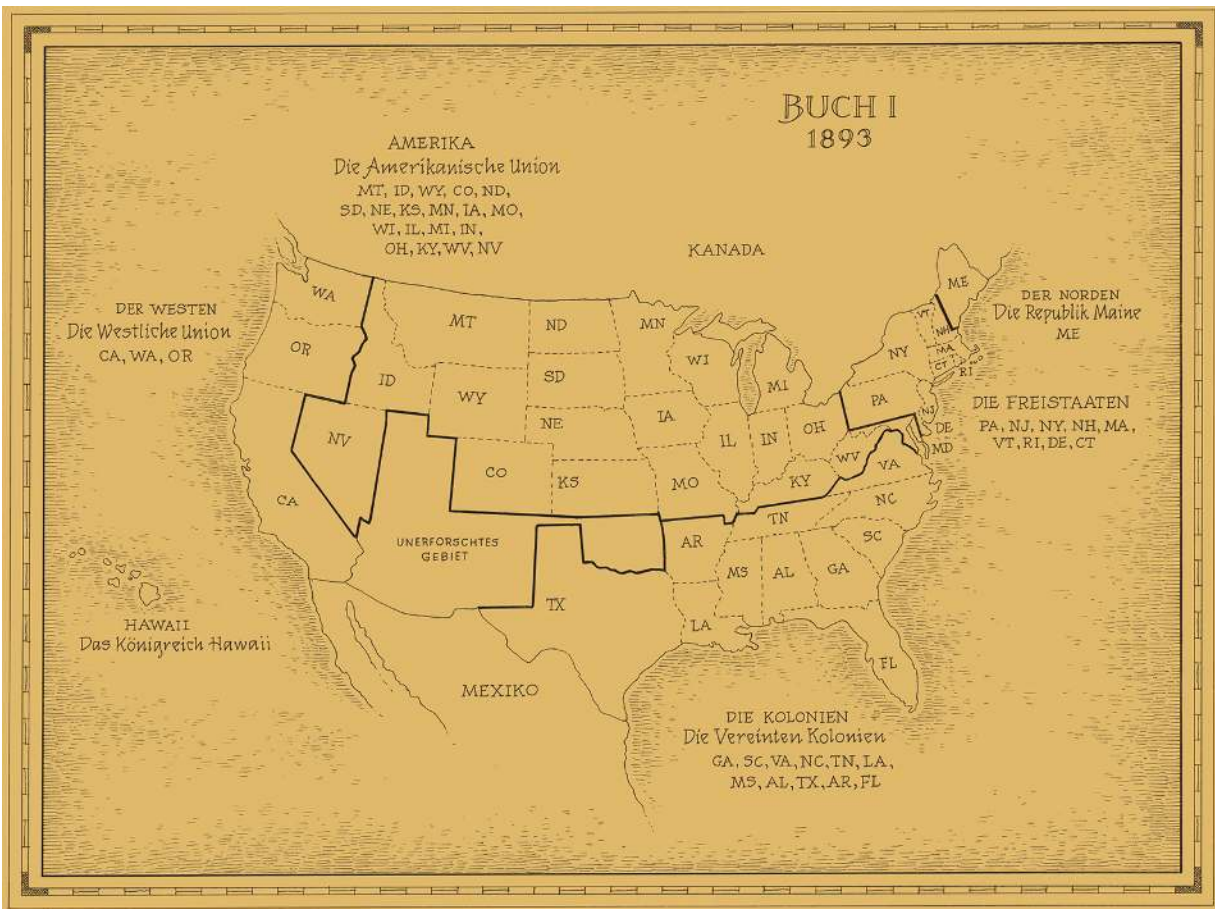 BUCH I
1893
AMERIKA
Die Amerikanische Union
MT, ID, WY, CO, ND,
SD, NE, KS, MN, IA, MO,
WI, IL, MI, IN,
OH, KY, WV, NV
KANADA
DER WESTEN
Die Westliche Union
CA, WA, OR
DER NORDEN
Die Republik Maine
ME
DIE FREISTAATEN
PA, NJ, NY, NH, MA,
VT, RI, DE, CT
WA
OR
CA
NV
ID
MT
WY
CO
ND
SD
NE
KS
MN
IA
MO
WI
IL
MI
IN
OH
KY
WV
PA
NY
VT
NH
ME
MA
CT
RI
NJ
DE
MD
VA
NC
SC
TN
GA
AL
MS
AR
LA
FL
TX
UNERFORSCHTES
GEBIET
HAWAII
Das Königreich Hawaii
MEXIKO
DIE KOLONIEN
Die Vereinten Kolonien
GA, SC, VA, NC, TN, LA,
MS, AL, TX, AR, FL